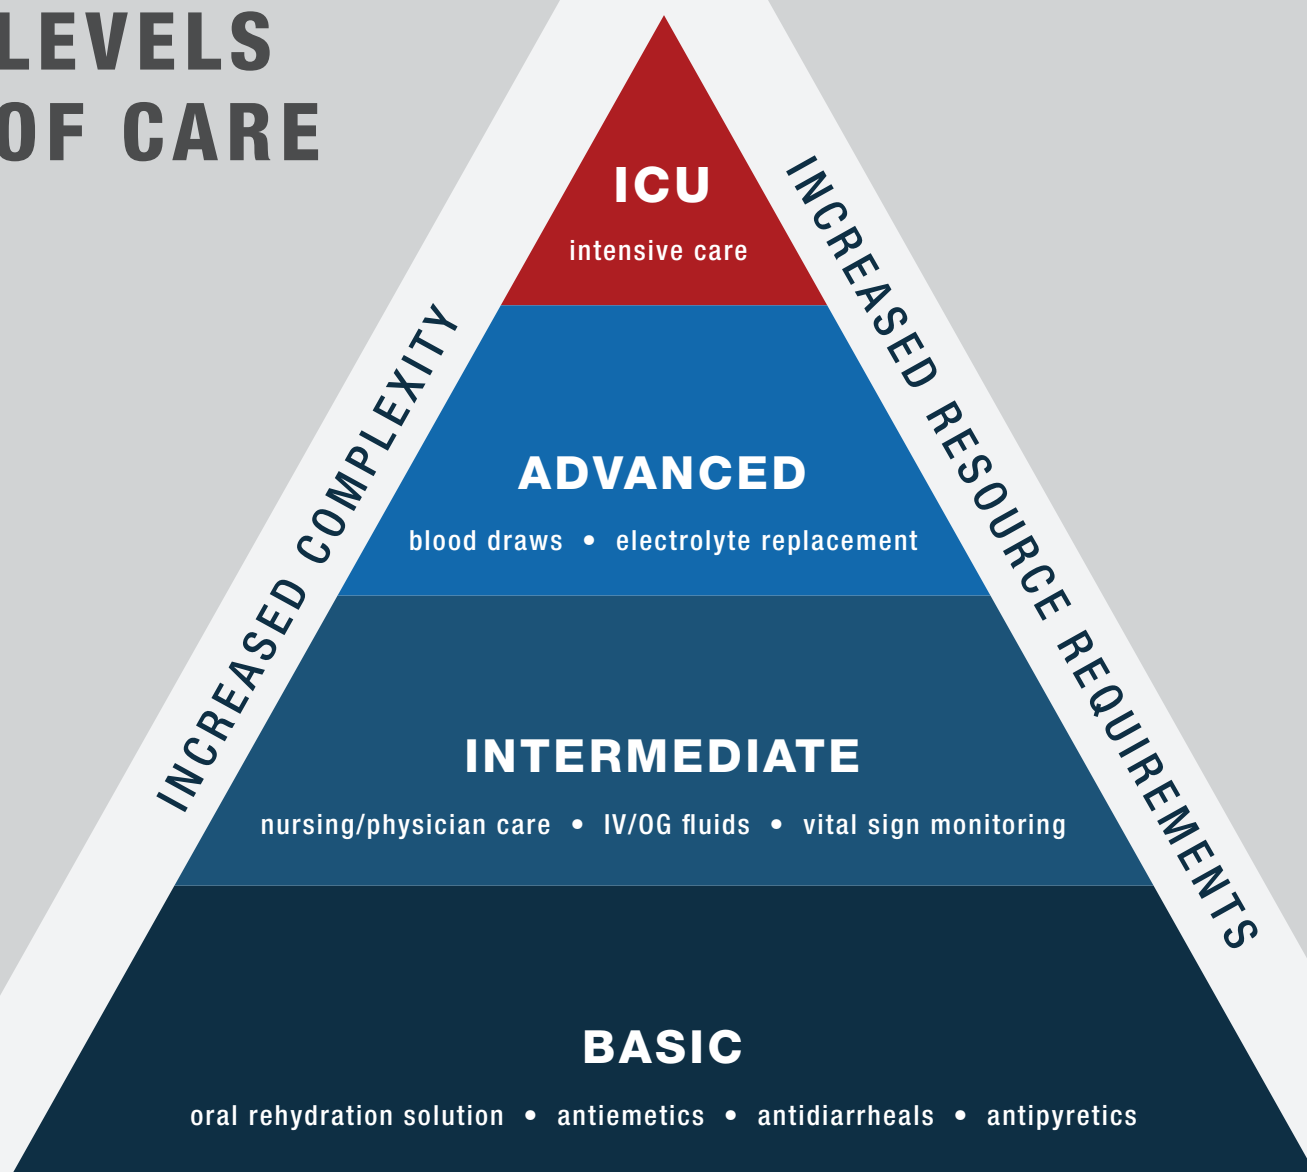 LEVELS
OF CARE
ICU
intensive care
ADVANCED
blood draws • electrolyte replacement
INTERMEDIATE
nursing/physician care • IV/OG fluids • vital sign monitoring
BASIC
oral rehydration solution • antiemetics • antidiarrheals • antipyretics
INCREASED COMPLEXITY
INCREASED RESOURCE REQUIREMENTS